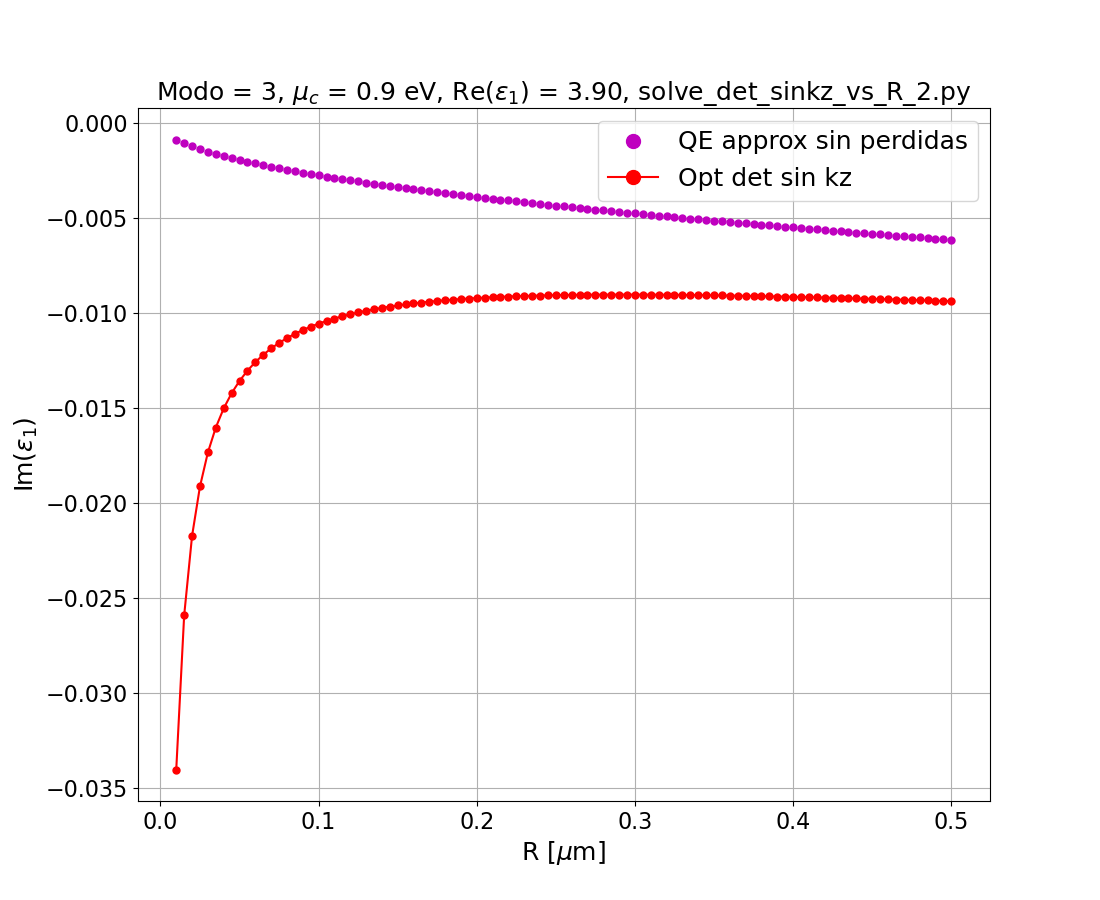 Modo = 3, μc = 0.9 eV, Re(ε1) = 3.90, solve_det_sinkz_vs_R_2.py
QE approx sin perdidas
Opt det sin kz
Im(ε1)
0.000
−0.005
−0.010
−0.015
−0.020
−0.025
−0.030
−0.035
0.0 0.1 0.2 0.3 0.4 0.5
R [μm]